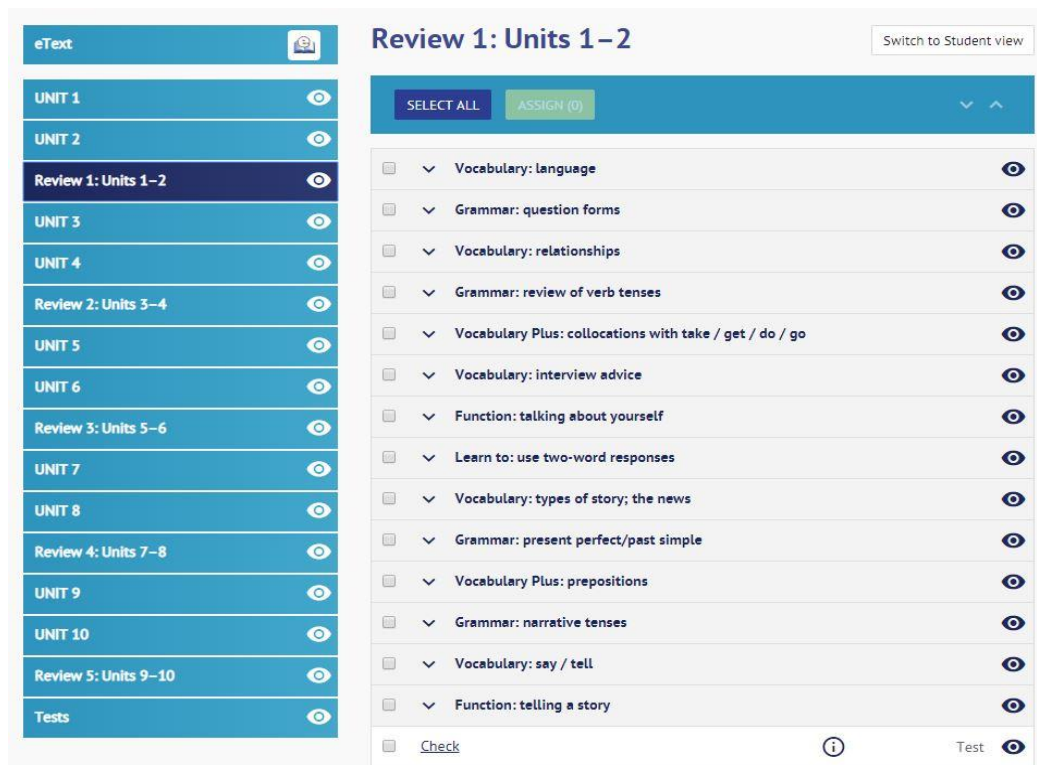 eText
UNIT 1
UNIT 2
Review 1: Units 1–2
UNIT 3
UNIT 4
Review 2: Units 3–4
UNIT 5
UNIT 6
Review 3: Units 5–6
UNIT 7
UNIT 8
Review 4: Units 7–8
UNIT 9
UNIT 10
Review 5: Units 9–10
Tests
Review 1: Units 1–2
Switch to Student view
SELECT ALL ASSIGN (0)
Vocabulary: language
Grammar: question forms
Vocabulary: relationships
Grammar: review of verb tenses
Vocabulary Plus: collocations with take / get / do / go
Vocabulary: interview advice
Function: talking about yourself
Learn to: use two-word responses
Vocabulary: types of story; the news
Grammar: present perfect/past simple
Vocabulary Plus: prepositions
Grammar: narrative tenses
Vocabulary: say / tell
Function: telling a story
Check Test